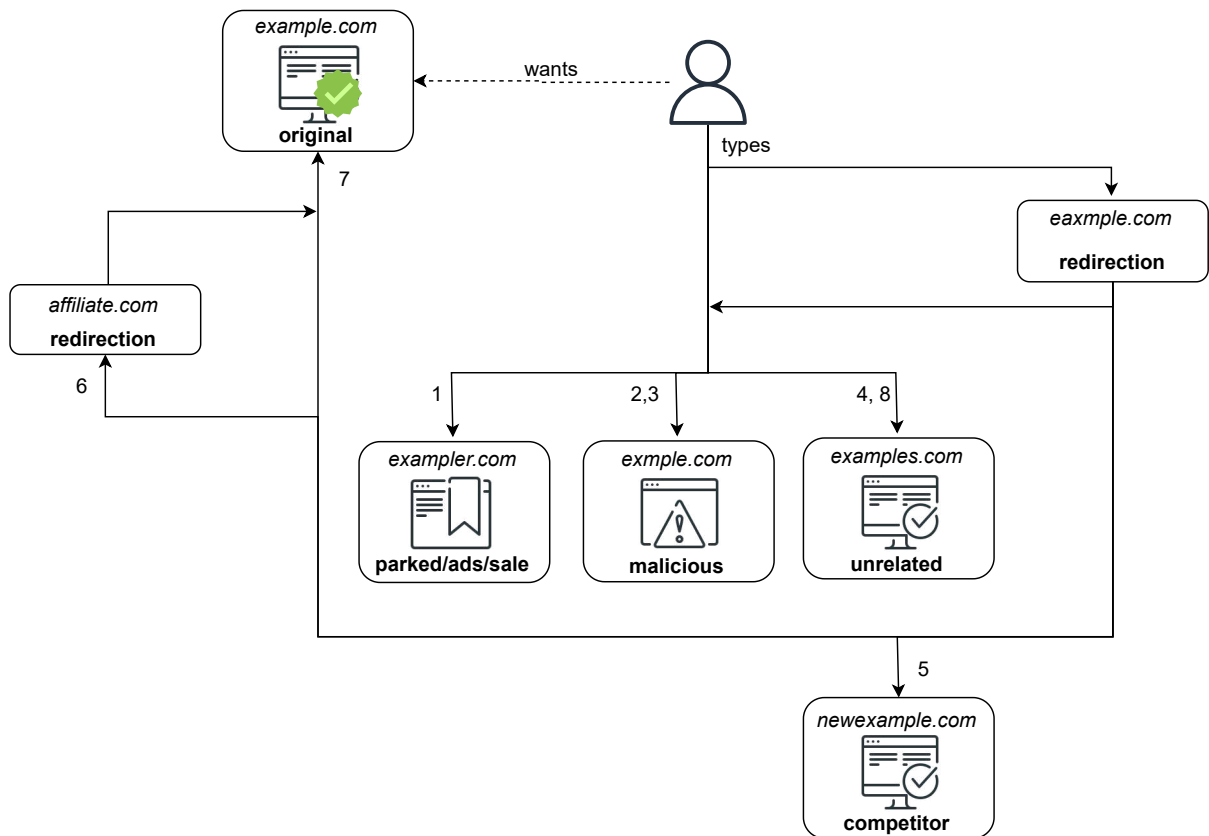 example.com
original
wants
types
7
eaxmple.com
redirection
affiliate.com
redirection
6
1
2,3
4, 8
exampler.com
parked/ads/sale
exmple.com
malicious
examples.com
unrelated
5
newexample.com
competitor